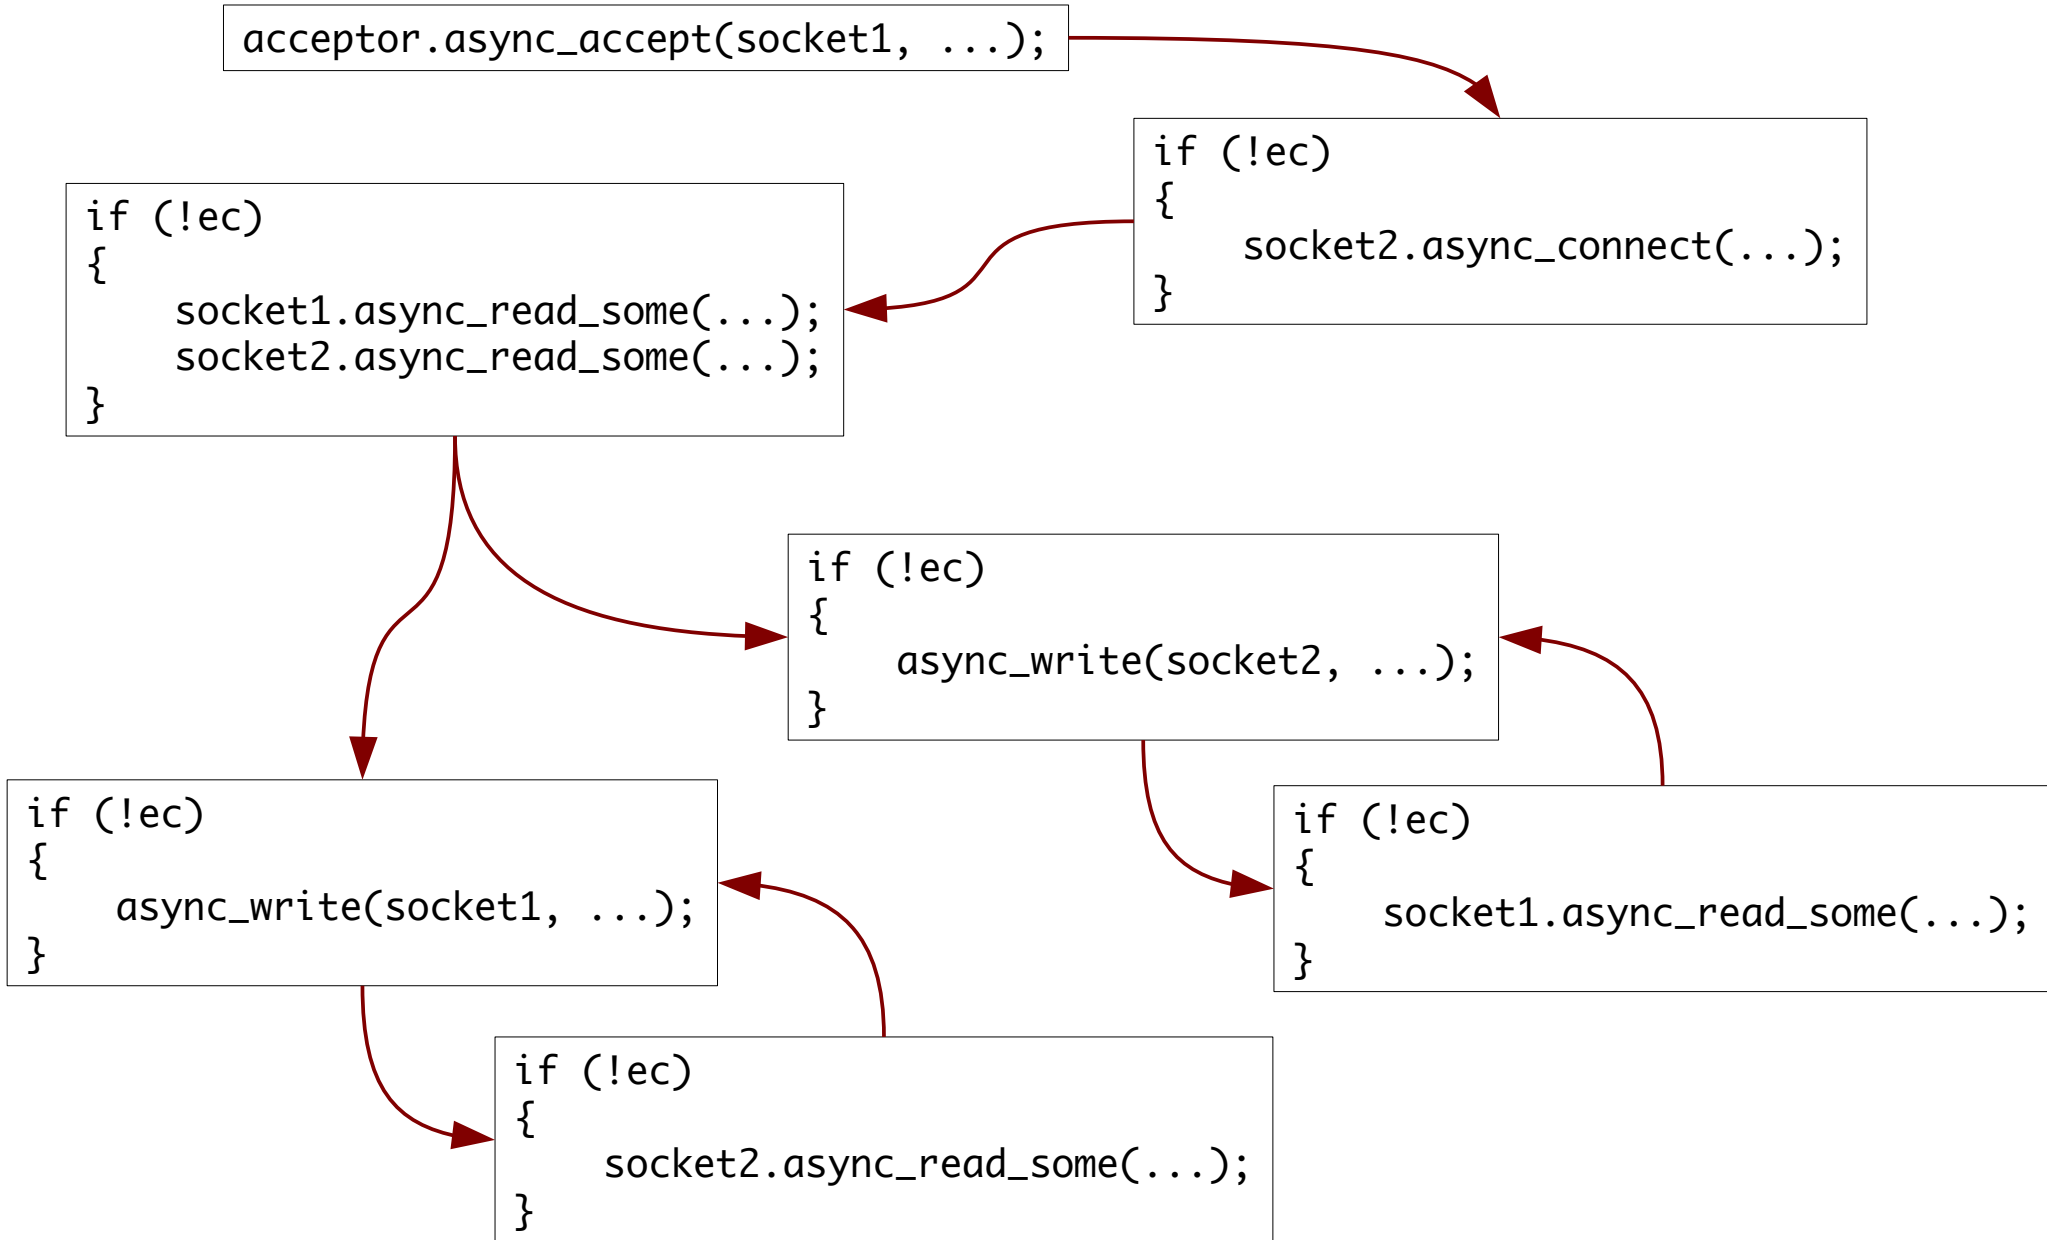 acceptor.async_accept(socket1, ...);
if (!ec)
{
    socket2.async_connect(...);
}
if (!ec)
{
    socket1.async_read_some(...);
    socket2.async_read_some(...);
}
if (!ec)
{
    async_write(socket2, ...);
}
if (!ec)
{
    socket1.async_read_some(...);
}
if (!ec)
{
    async_write(socket1, ...);
}
if (!ec)
{
    socket2.async_read_some(...);
}